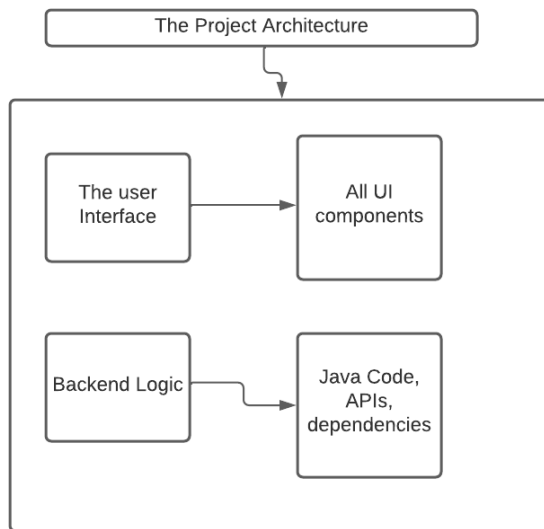 The Project Architecture
The user
Interface
All UI
components
Backend Logic
Java Code,
APIs,
dependencies